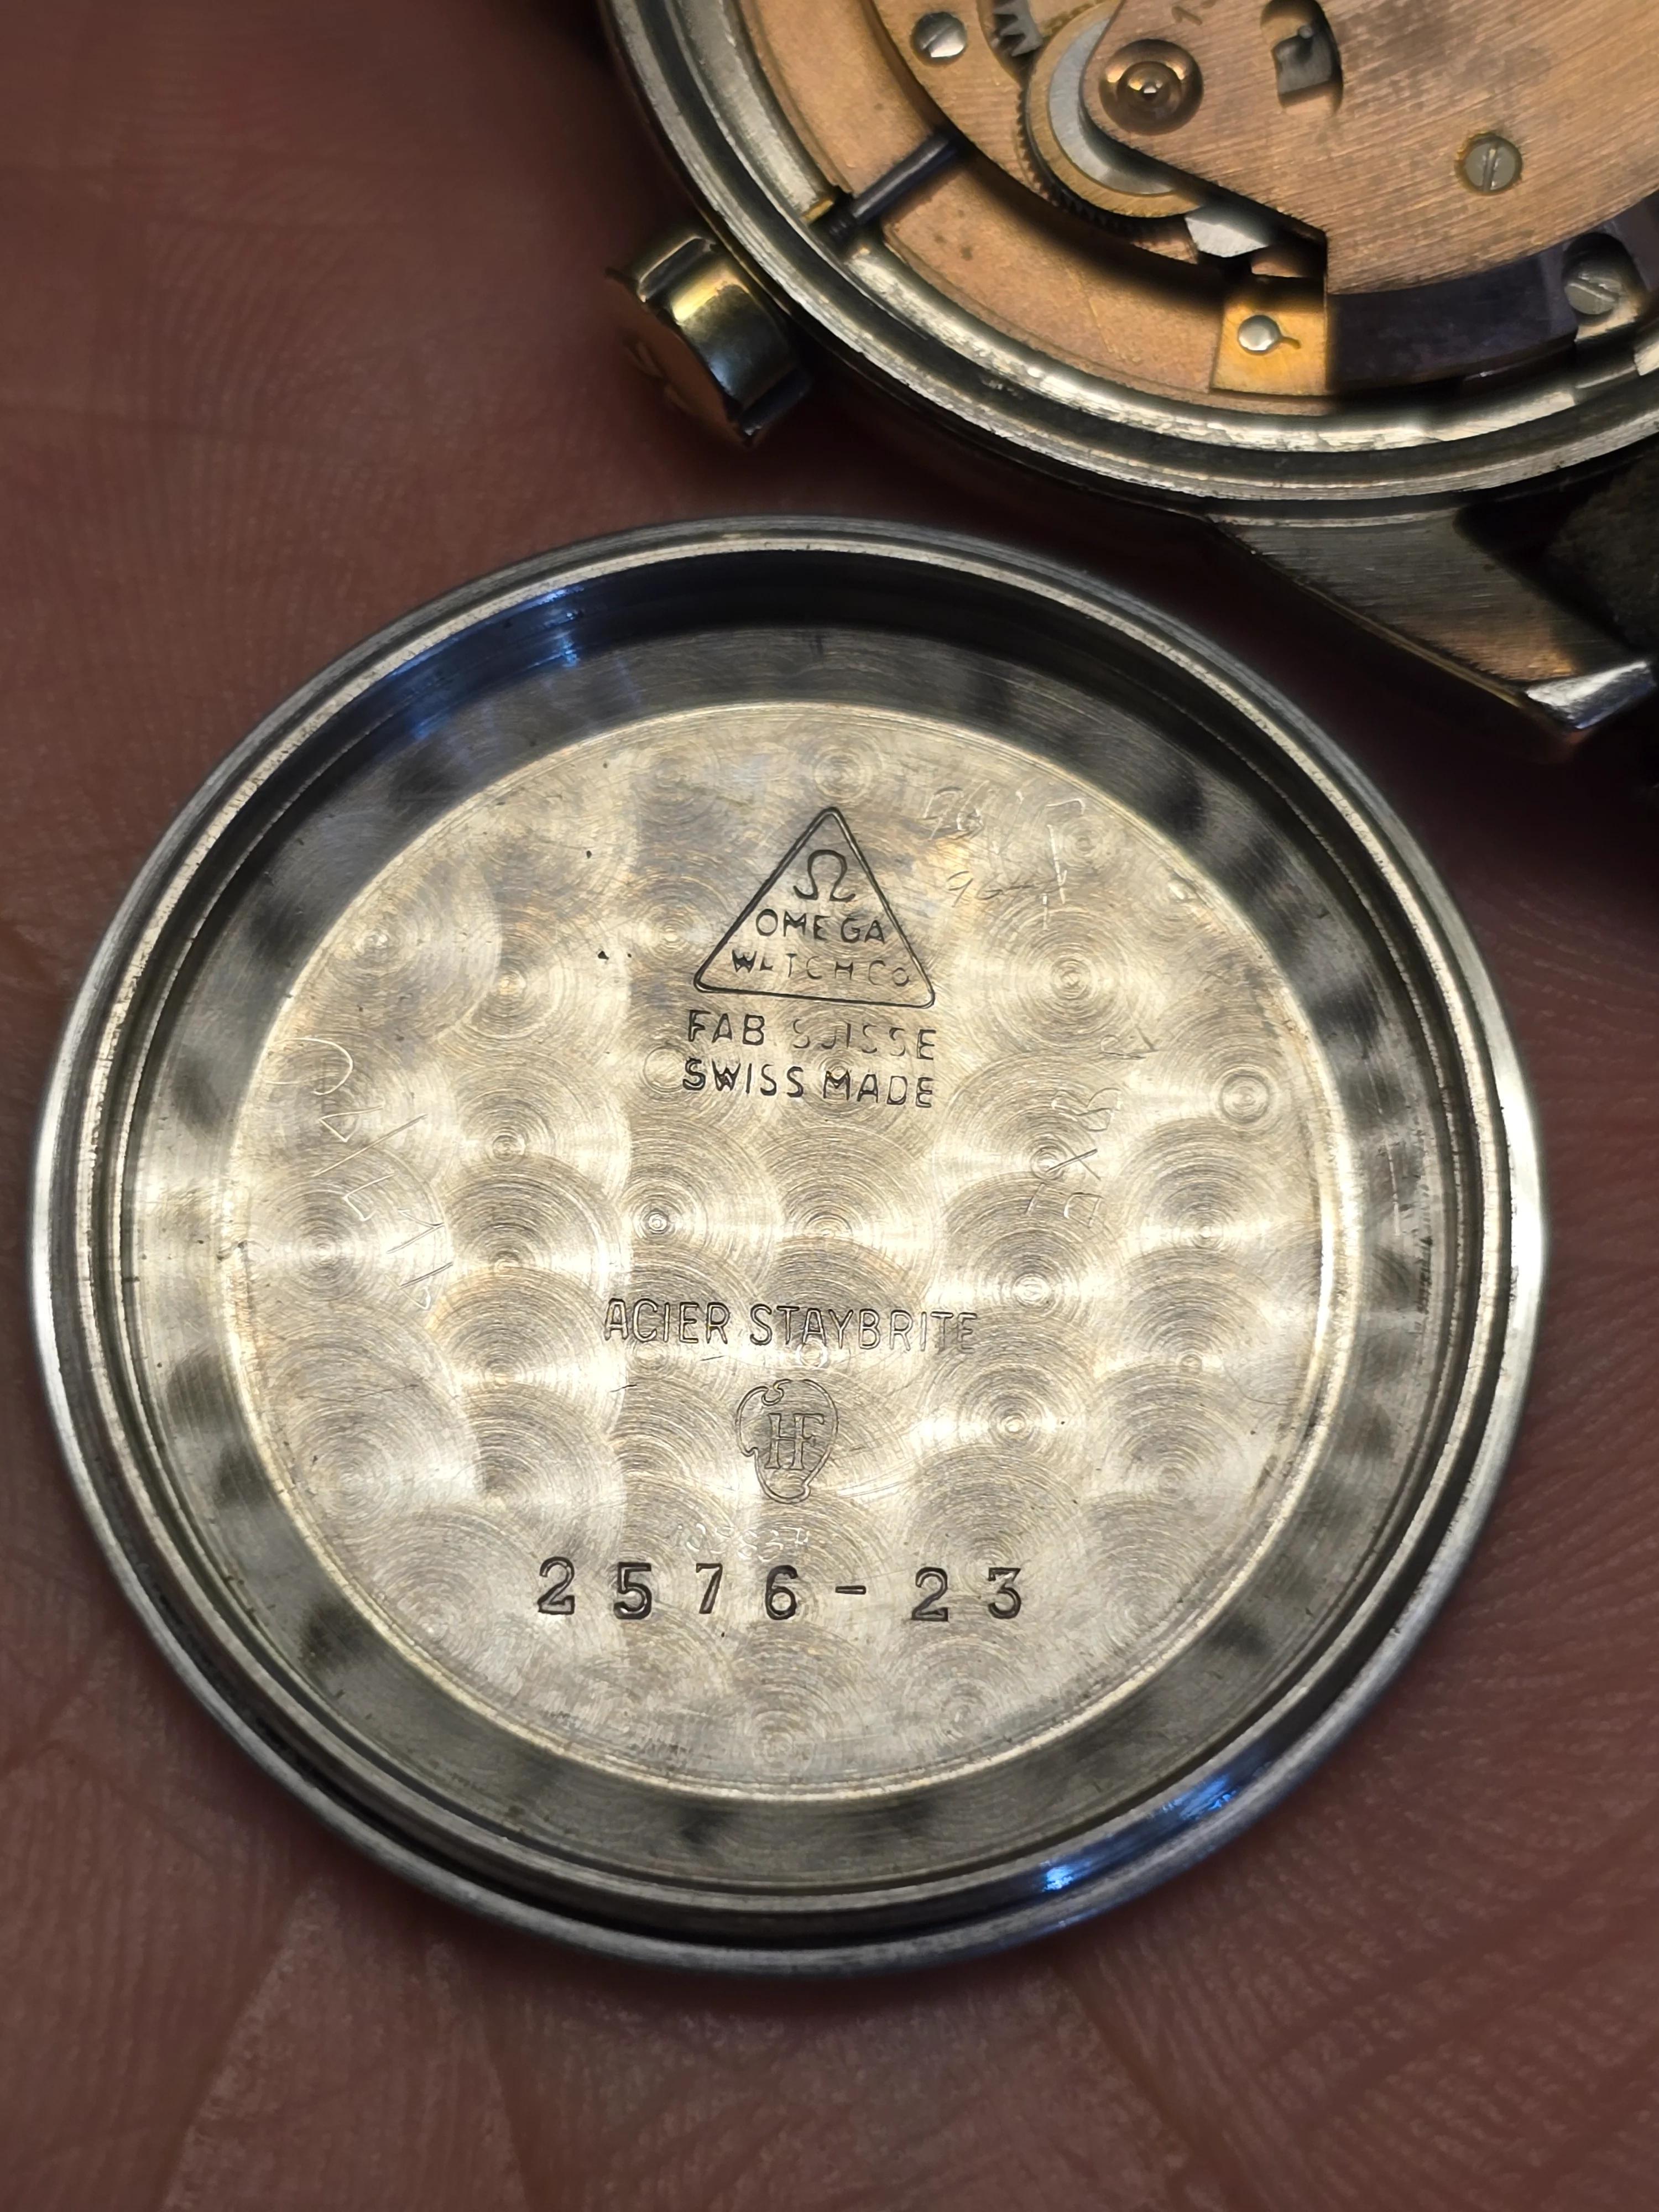 Ω
OMEGA
WATCH Co
FAB. SUISSE
SWISS MADE
ACIER STAYBRITE
HF
2576-23